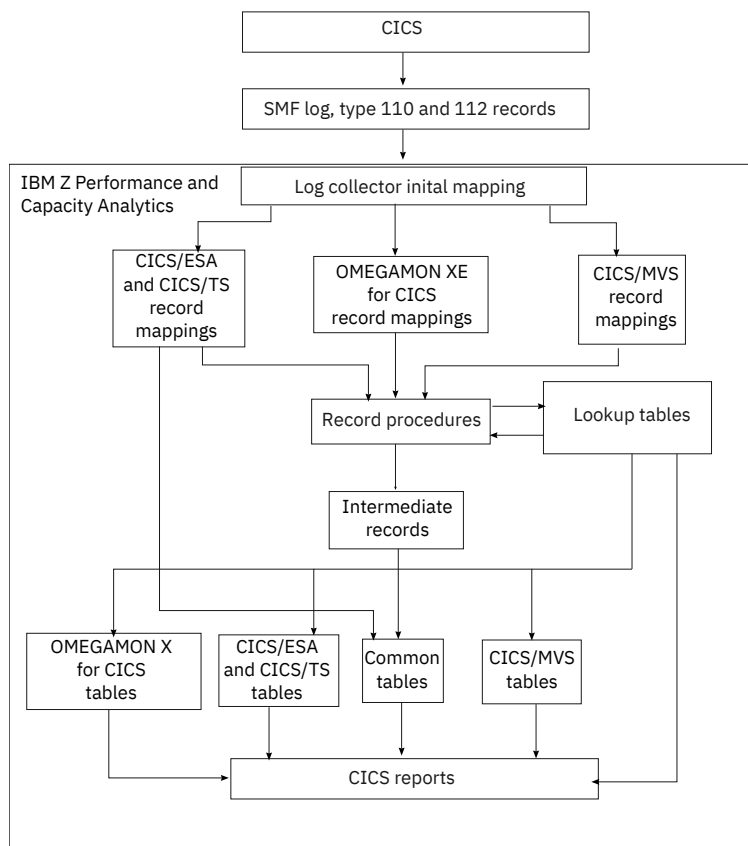 CICS
SMF log, type 110 and 112 records
IBM Z Performance and
Capacity Analytics
Log collector inital mapping
CICS/ESA
and CICS/TS
record
mappings
OMEGAMON XE
for CICS
record mappings
CICS/MVS
record
mappings
Record procedures
Lookup tables
Intermediate
records
OMEGAMON X
for CICS
tables
CICS/ESA
and CICS/TS
tables
Common
tables
CICS/MVS
tables
CICS reports